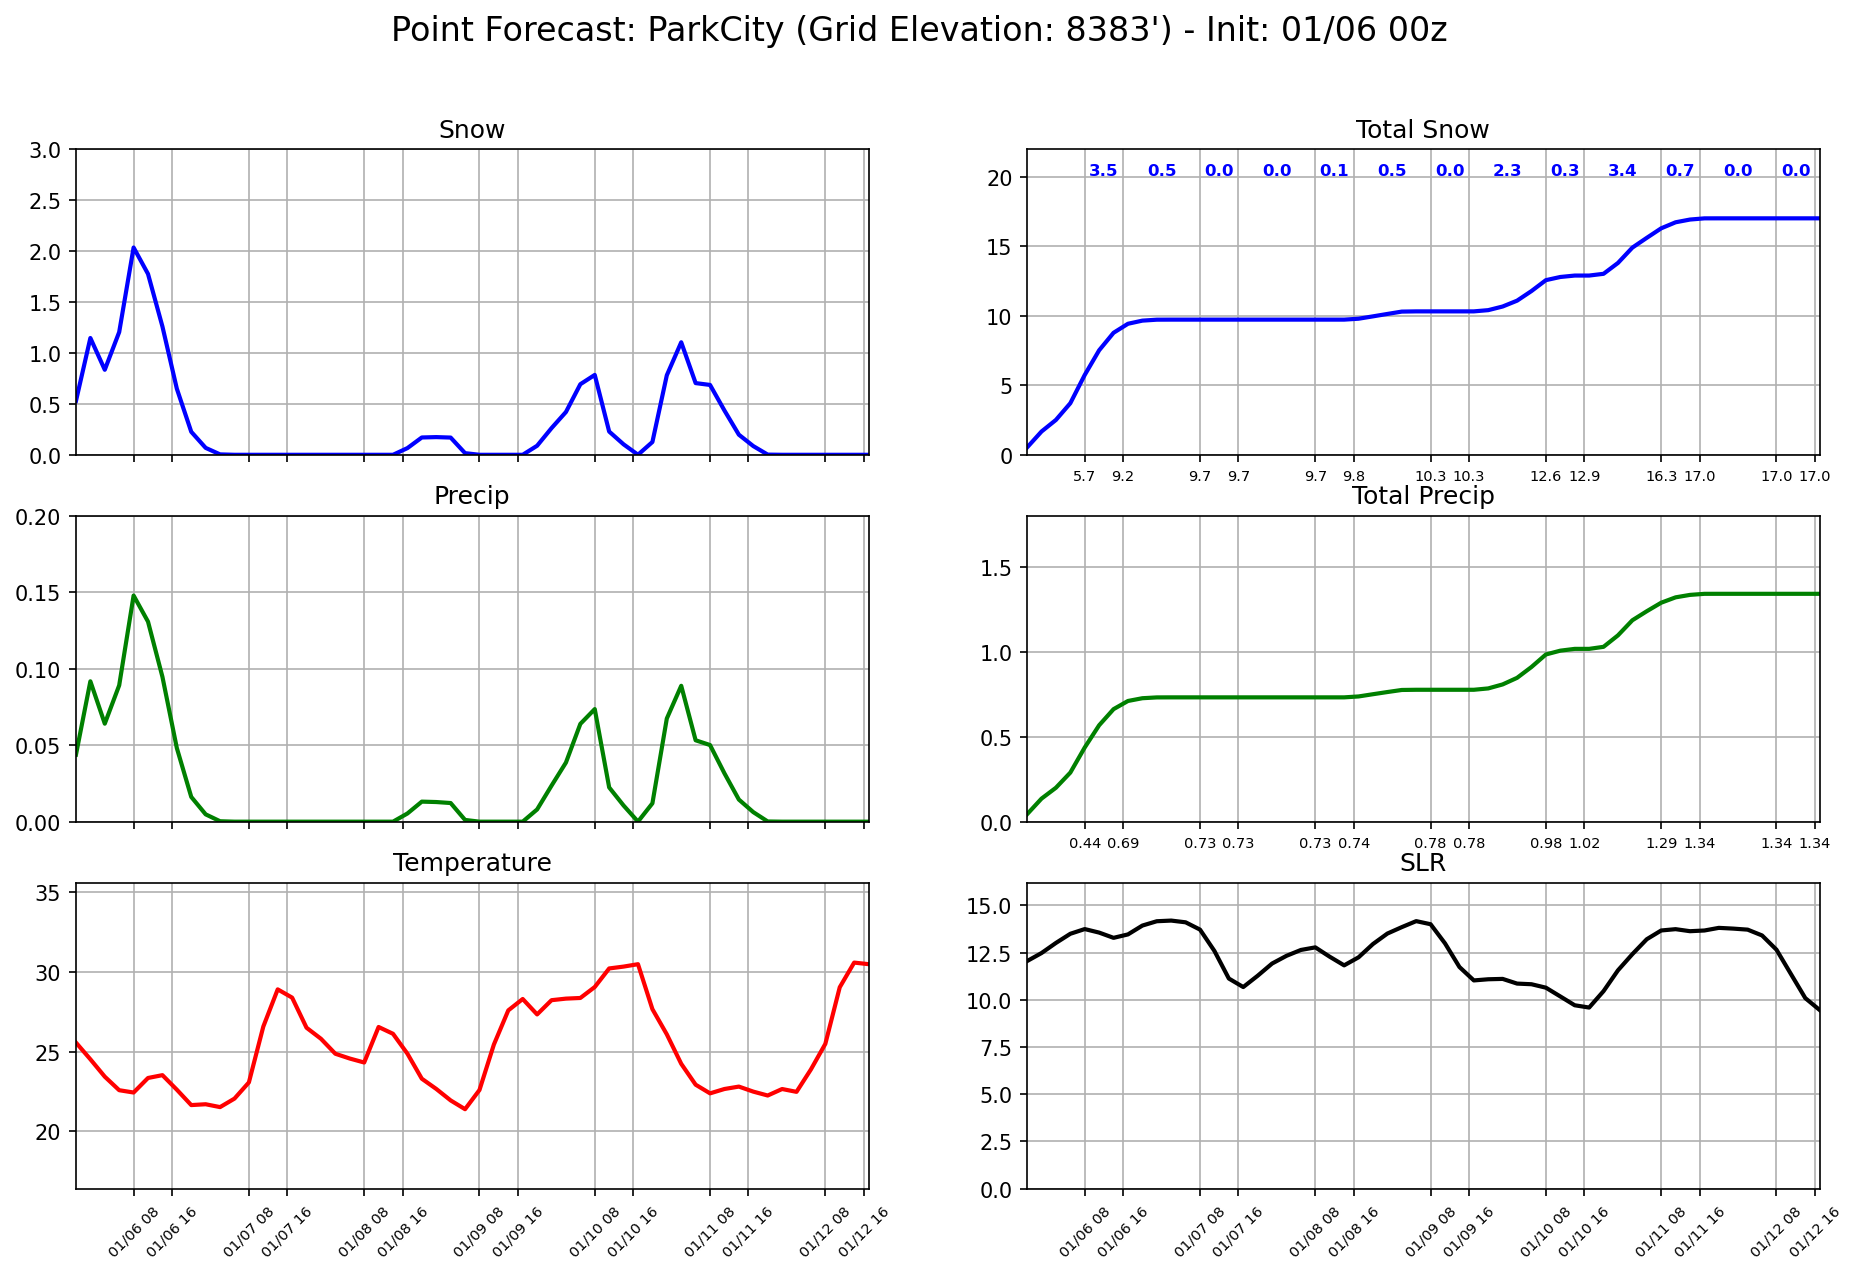 Point Forecast: ParkCity (Grid Elevation: 8383') - Init: 01/06 00z
Snow
3.0
2.5
2.0
1.5
1.0
0.5
0.0
Total Snow
3.5 0.5 0.0 0.0 0.1 0.5 0.0 2.3 0.3 3.4 0.7 0.0 0.0
20
15
10
5
0
5.7 9.2 9.7 9.7 9.7 9.8 10.3 10.3 12.6 12.9 16.3 17.0 17.0 17.0
Precip
0.20
0.15
0.10
0.05
0.00
Total Precip
1.5
1.0
0.5
0.0
0.44 0.69 0.73 0.73 0.73 0.74 0.78 0.78 0.98 1.02 1.29 1.34 1.34 1.34
Temperature
35
30
25
20
01/06 08 01/06 16 01/07 08 01/07 16 01/08 08 01/08 16 01/09 08 01/09 16 01/10 08 01/10 16 01/11 08 01/11 16 01/12 08 01/12 16
SLR
15.0
12.5
10.0
7.5
5.0
2.5
0.0
01/06 08 01/06 16 01/07 08 01/07 16 01/08 08 01/08 16 01/09 08 01/09 16 01/10 08 01/10 16 01/11 08 01/11 16 01/12 08 01/12 16